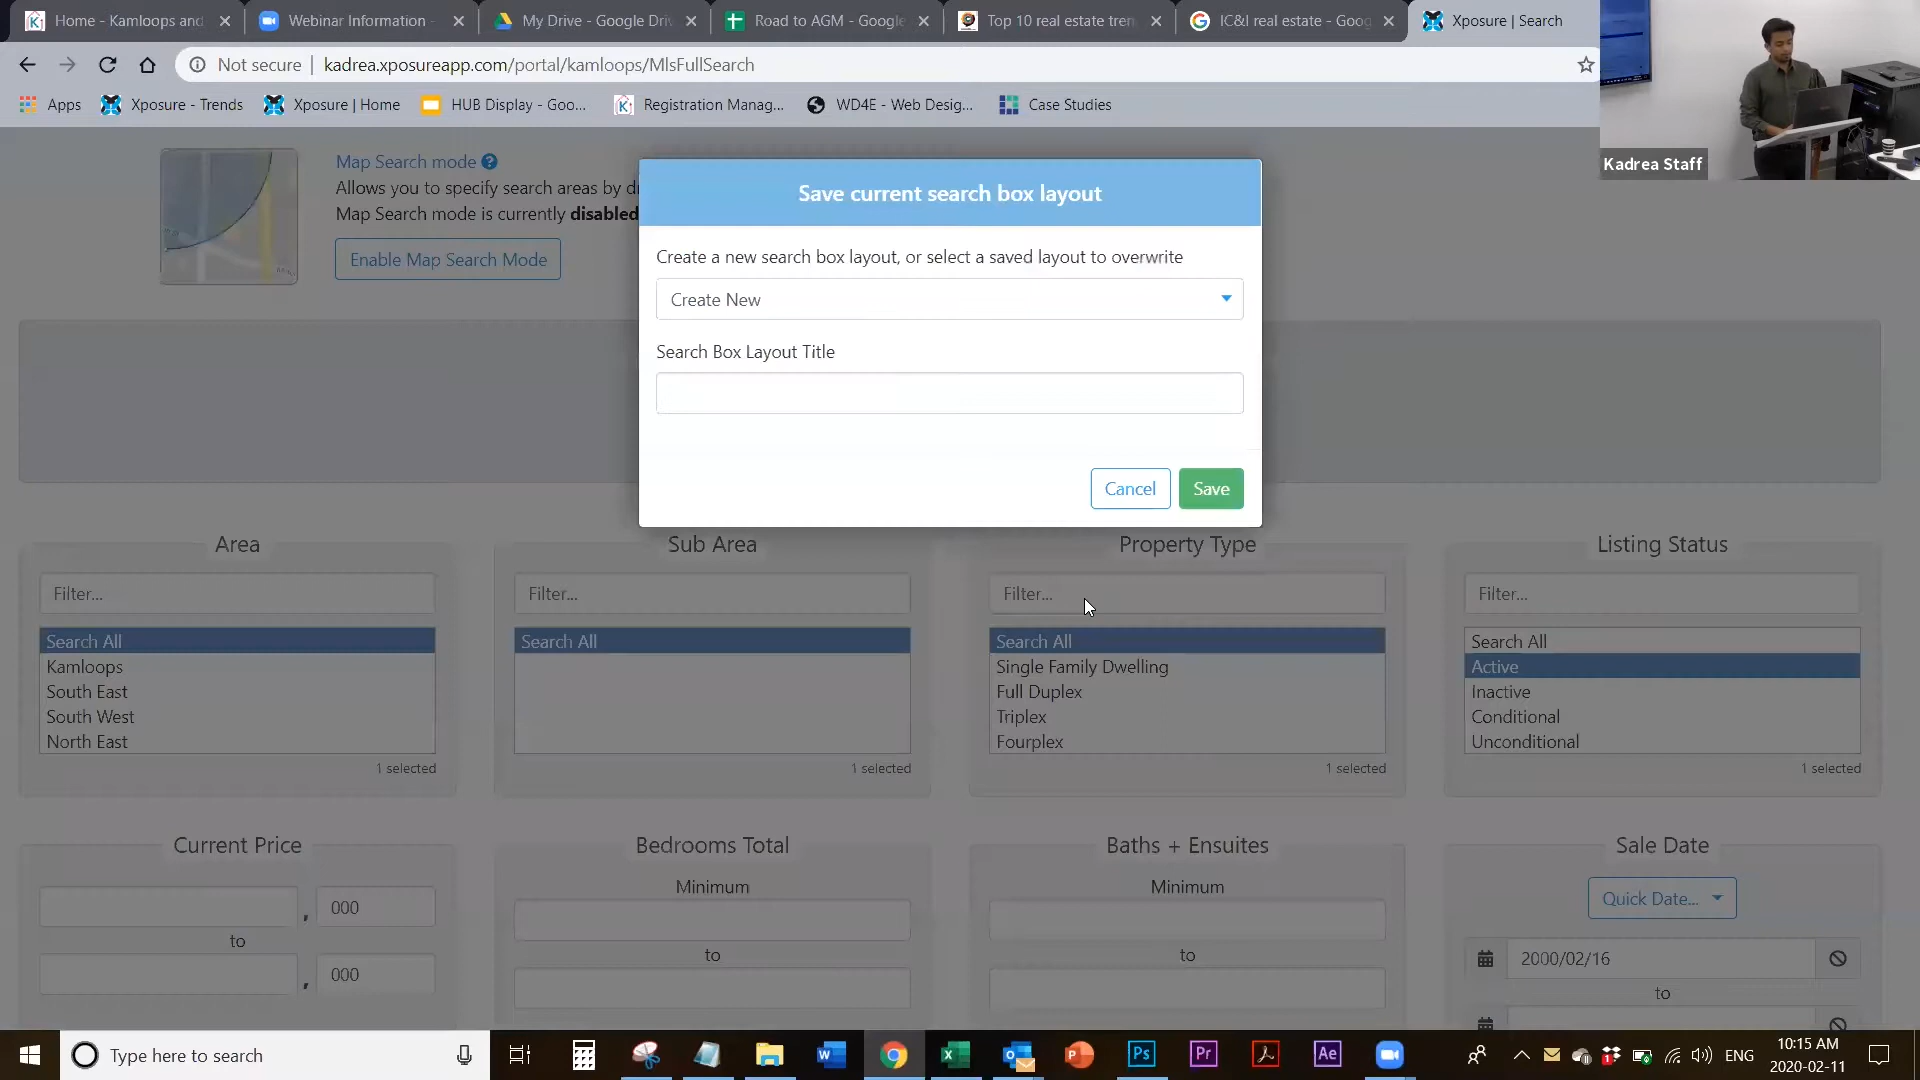 Home - Kamloops and
Webinar Information -
My Drive - Google Driv
Road to AGM - Google
Top 10 real estate tren
IC&I real estate - Goog
Xposure | Search
Not secure | kadrea.xposureapp.com/portal/kamloops/MlsFullSearch
Apps
Xposure - Trends
Xposure | Home
HUB Display - Goo...
Registration Manag...
WD4E - Web Desig...
Case Studies
Kadrea Staff
Map Search mode ?
Allows you to specify search areas by d
Map Search mode is currently disabled
Enable Map Search Mode
Save current search box layout
Create a new search box layout, or select a saved layout to overwrite
Create New
Search Box Layout Title
Cancel
Save
Area
Filter...
Search All
Kamloops
South East
South West
North East
1 selected
Sub Area
Filter...
Search All
1 selected
Property Type
Filter...
Search All
Single Family Dwelling
Full Duplex
Triplex
Fourplex
1 selected
Listing Status
Filter...
Search All
Active
Inactive
Conditional
Unconditional
1 selected
Current Price
, 000
to
, 000
Bedrooms Total
Minimum
to
Baths + Ensuites
Minimum
to
Sale Date
Quick Date...
2000/02/16
to
Type here to search
Ps
Pr
Ae
ENG
10:15 AM
2020-02-11